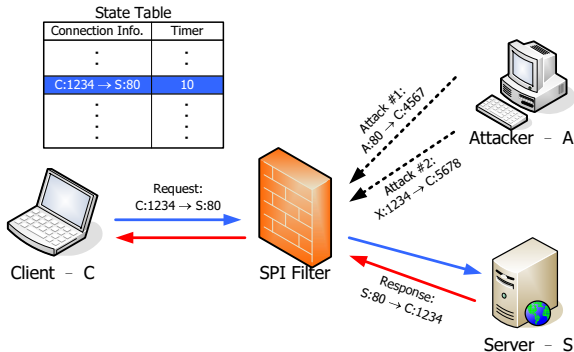 State Table
Connection Info. Timer
: :
: :
C:1234 → S:80 10
: :
: :
Attack #1:
A:80 → C:4567
Attacker – A
Attack #2:
X:1234 → C:5678
Request:
C:1234 → S:80
Client – C
SPI Filter
Response:
S:80 → C:1234
Server – S